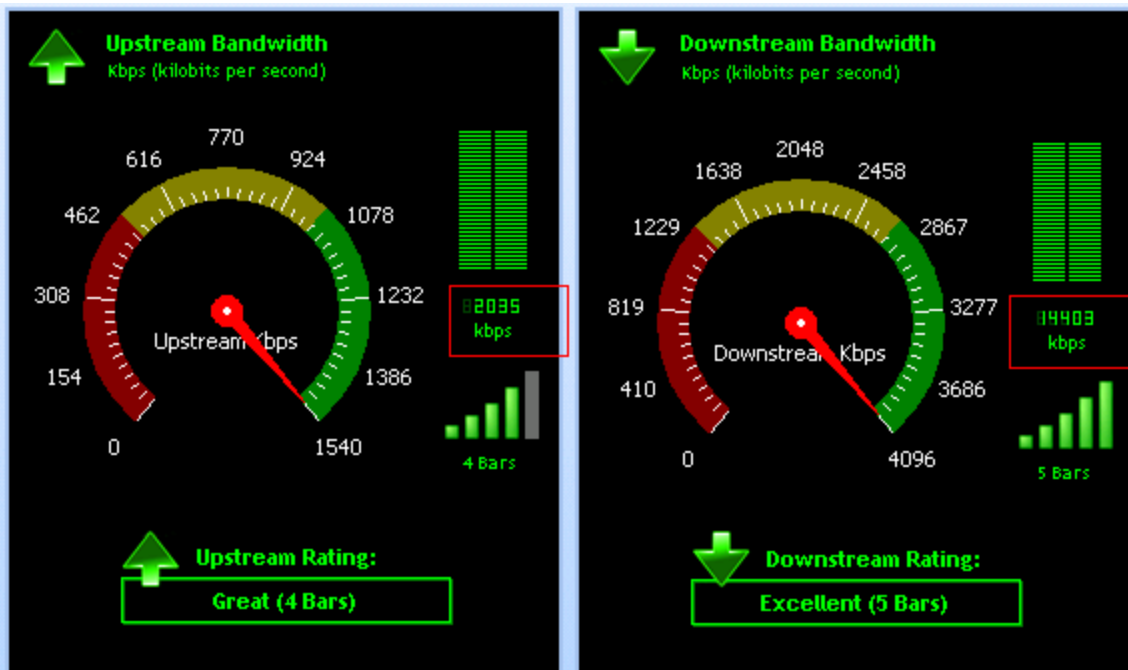 Upstream Bandwidth
Kbps (kilobits per second)
770
616
924
462
1078
308
1232
2035
kbps
Upstream Kbps
154
1386
0
1540
4 Bars
Upstream Rating:
Great (4 Bars)
Downstream Bandwidth
Kbps (kilobits per second)
2048
1638
2458
1229
2867
819
3277
14403
kbps
Downstream Kbps
410
3686
0
4096
5 Bars
Downstream Rating:
Excellent (5 Bars)